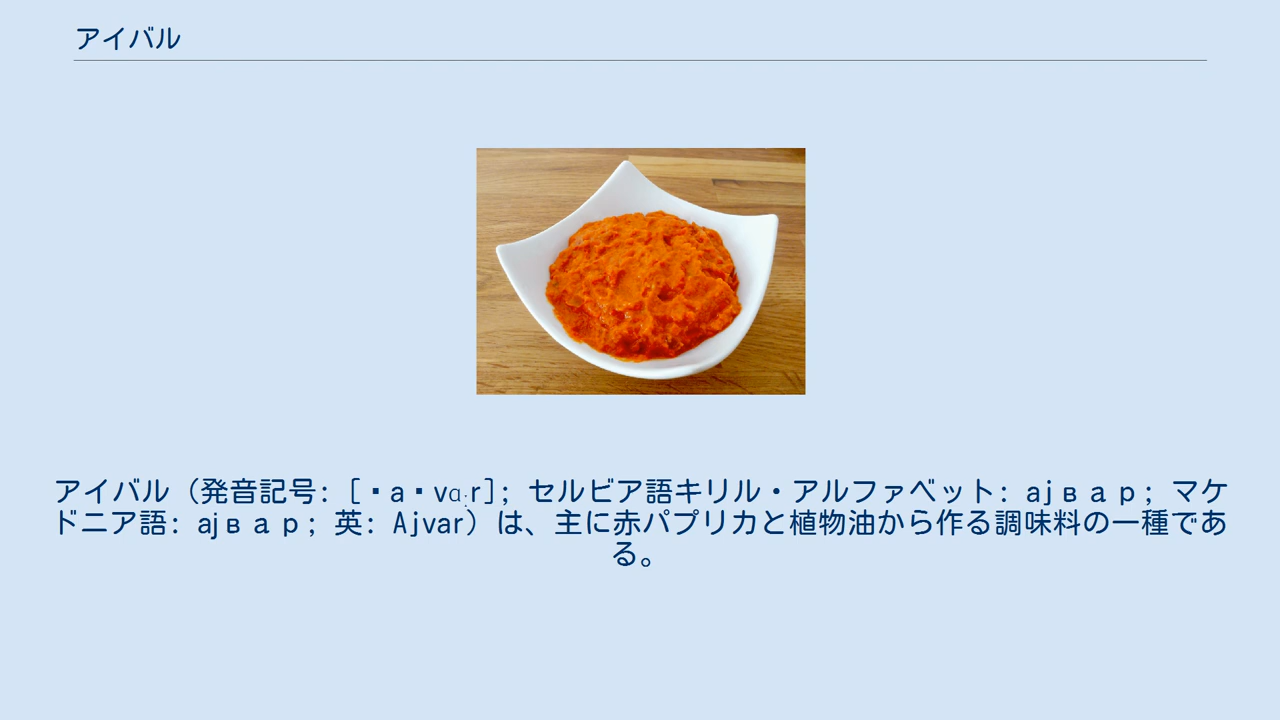 アイバル
アイバル（発音記号: [▪a▪vɑ̟r]; セルビア語キリル・アルファベット: ajвар; マケ
ドニア語: ajвар; 英: Ajvar）は、主に赤パプリカと植物油から作る調味料の一種であ
る。